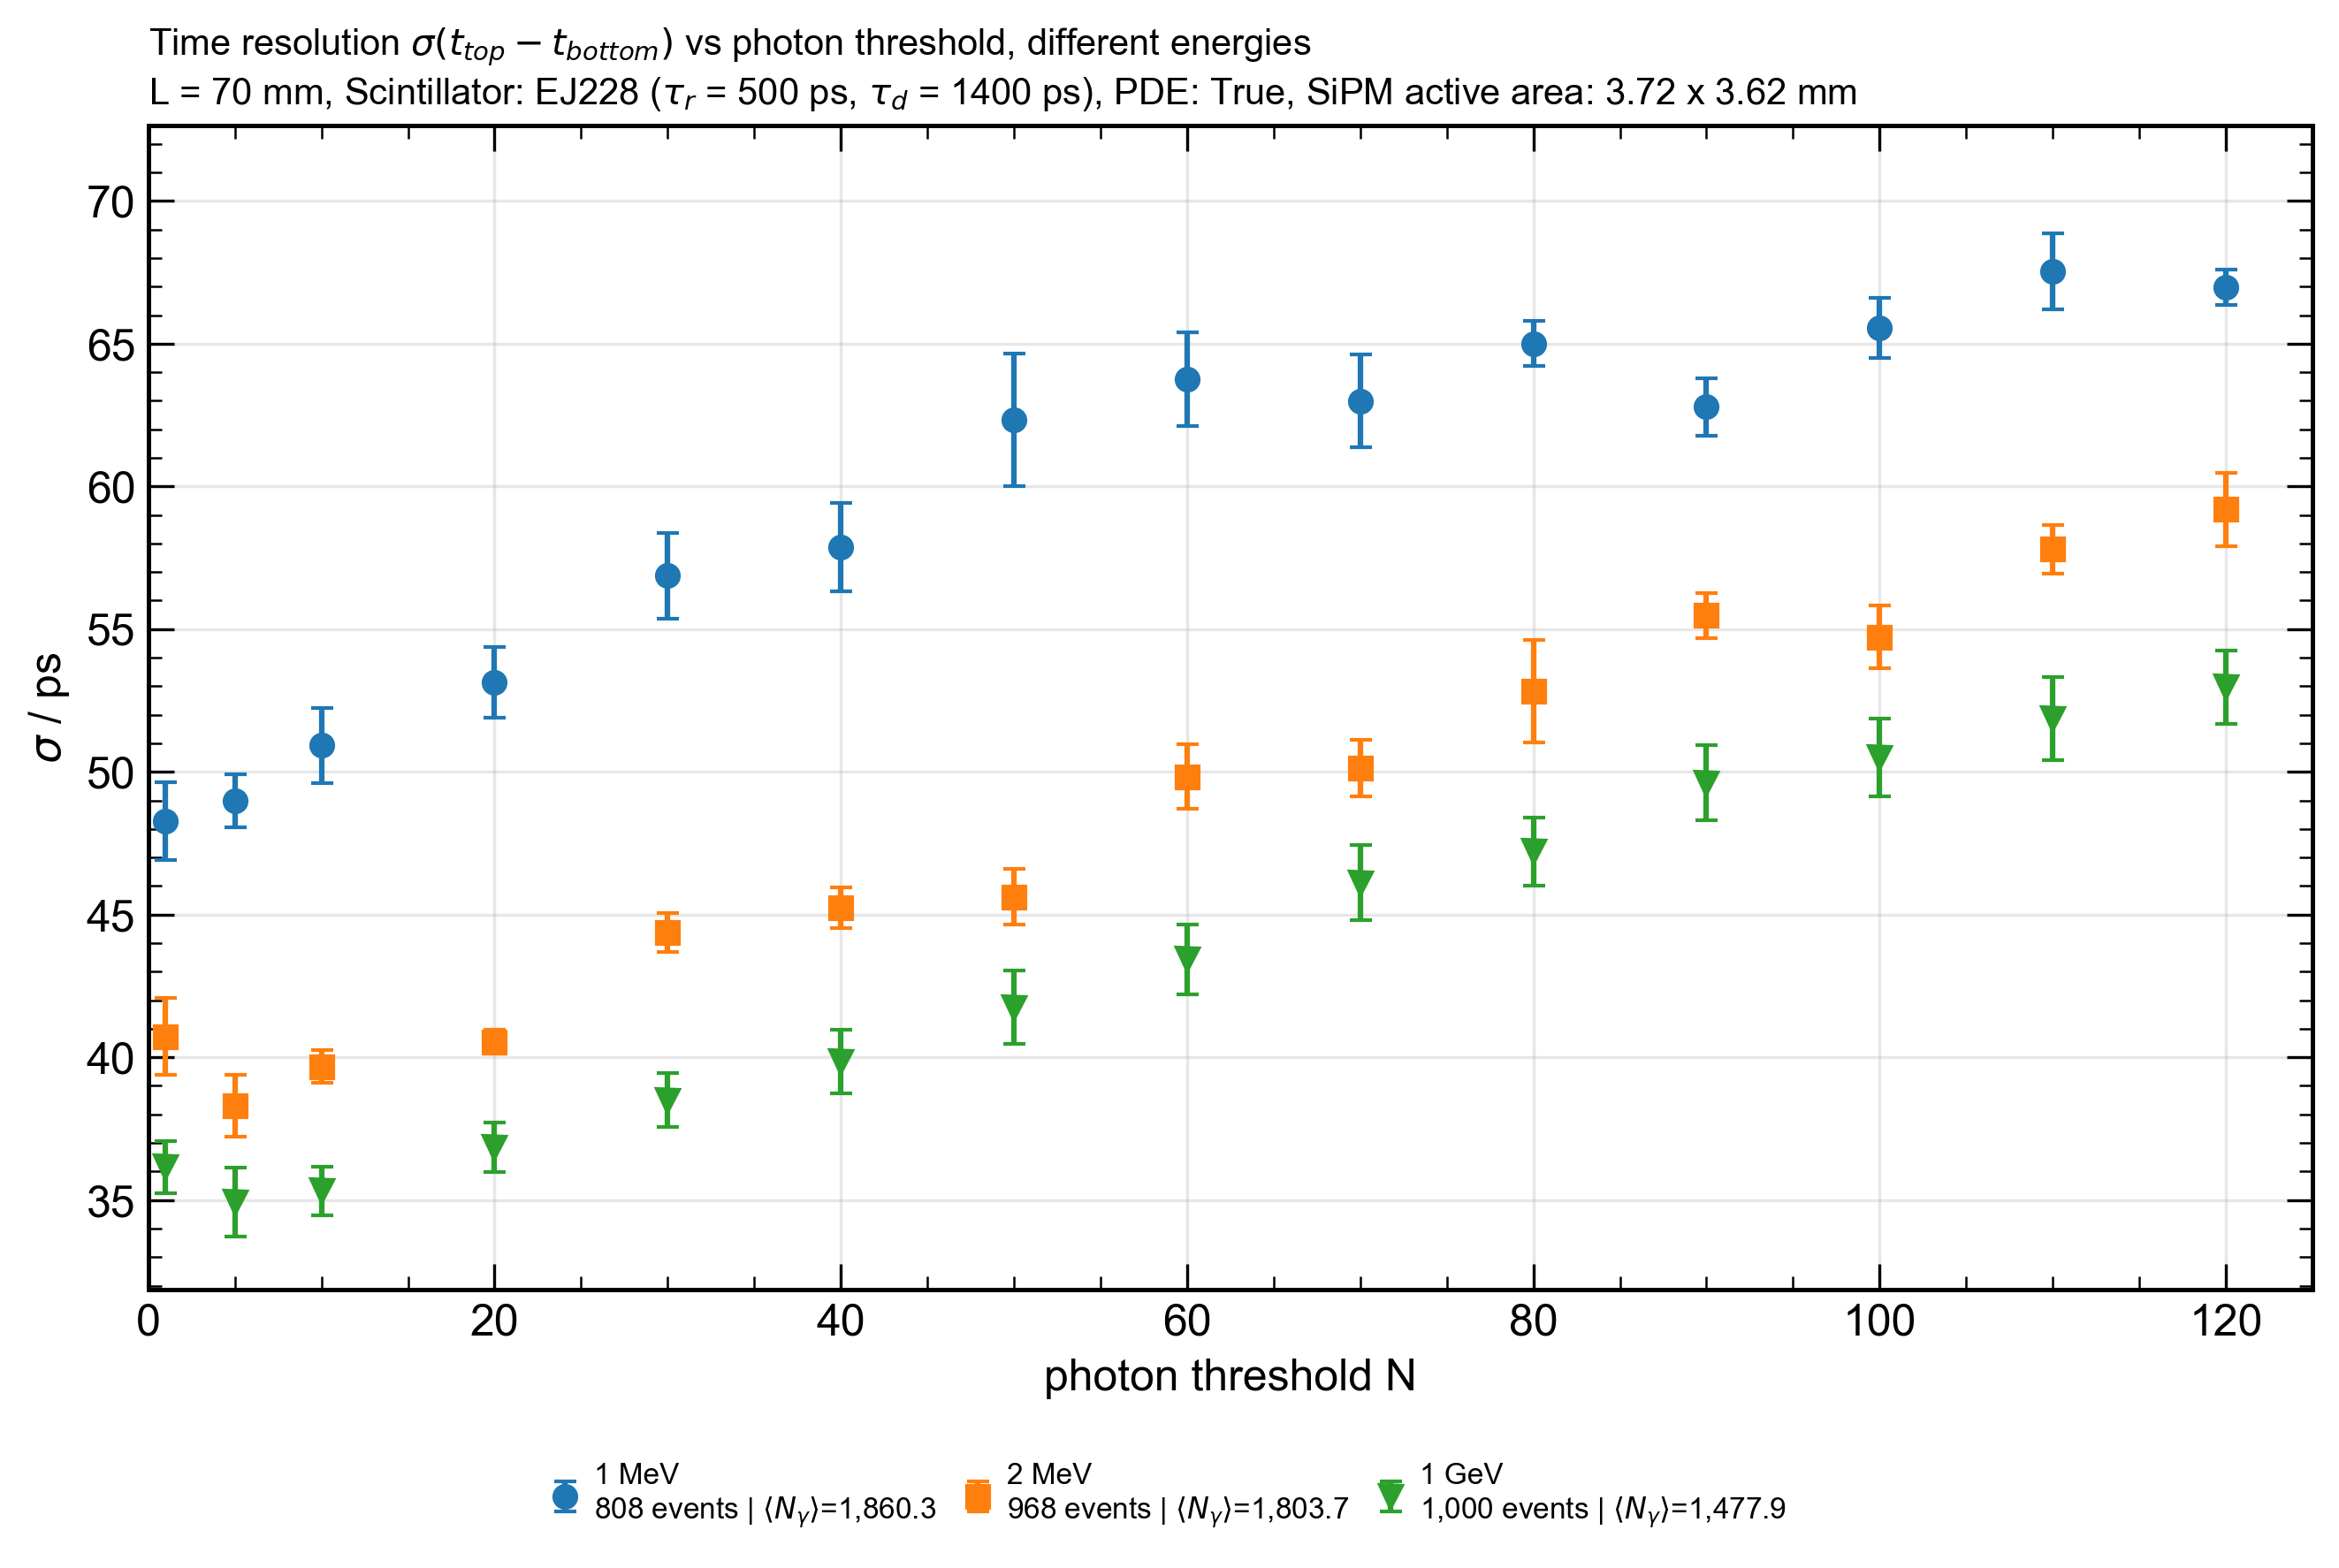 Time resolution σ(t_top − t_bottom) vs photon threshold, different energies
L = 70 mm, Scintillator: EJ228 (τ_r = 500 ps, τ_d = 1400 ps), PDE: True, SiPM active area: 3.72 x 3.62 mm
70
65
60
55
50
45
40
35
σ / ps
0 20 40 60 80 100 120
photon threshold N
1 MeV
808 events | ⟨N_γ⟩=1,860.3
2 MeV
968 events | ⟨N_γ⟩=1,803.7
1 GeV
1,000 events | ⟨N_γ⟩=1,477.9